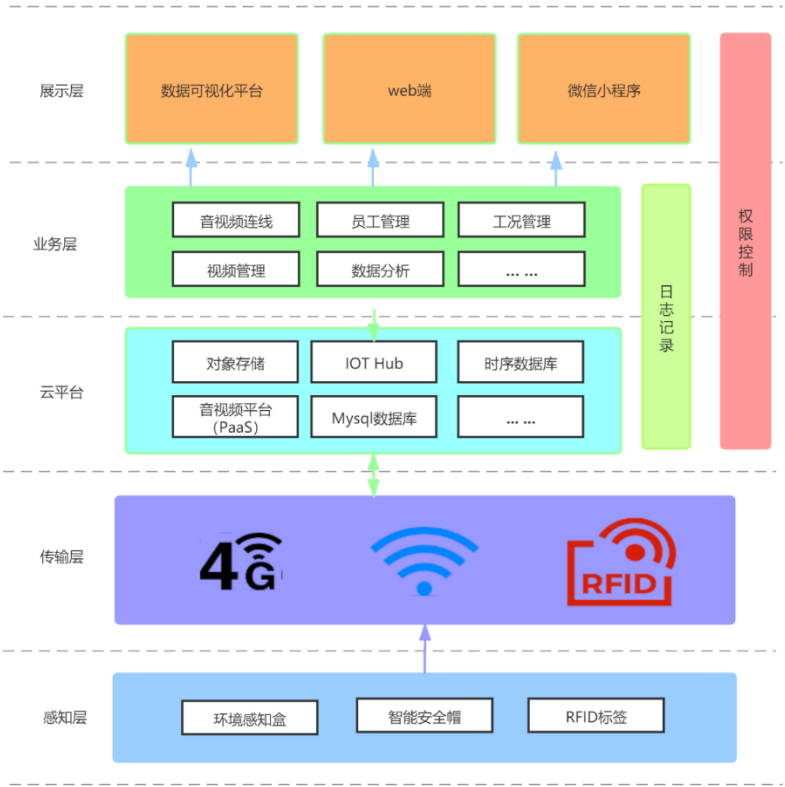 展示层
数据可视化平台
web端
微信小程序
业务层
音视频连线
员工管理
工况管理
视频管理
数据分析
... ...
云平台
对象存储
IOT Hub
时序数据库
音视频平台
（PaaS）
Mysql数据库
... ...
日志记录
权限控制
传输层
4G
RFID
感知层
环境感知盒
智能安全帽
RFID标签